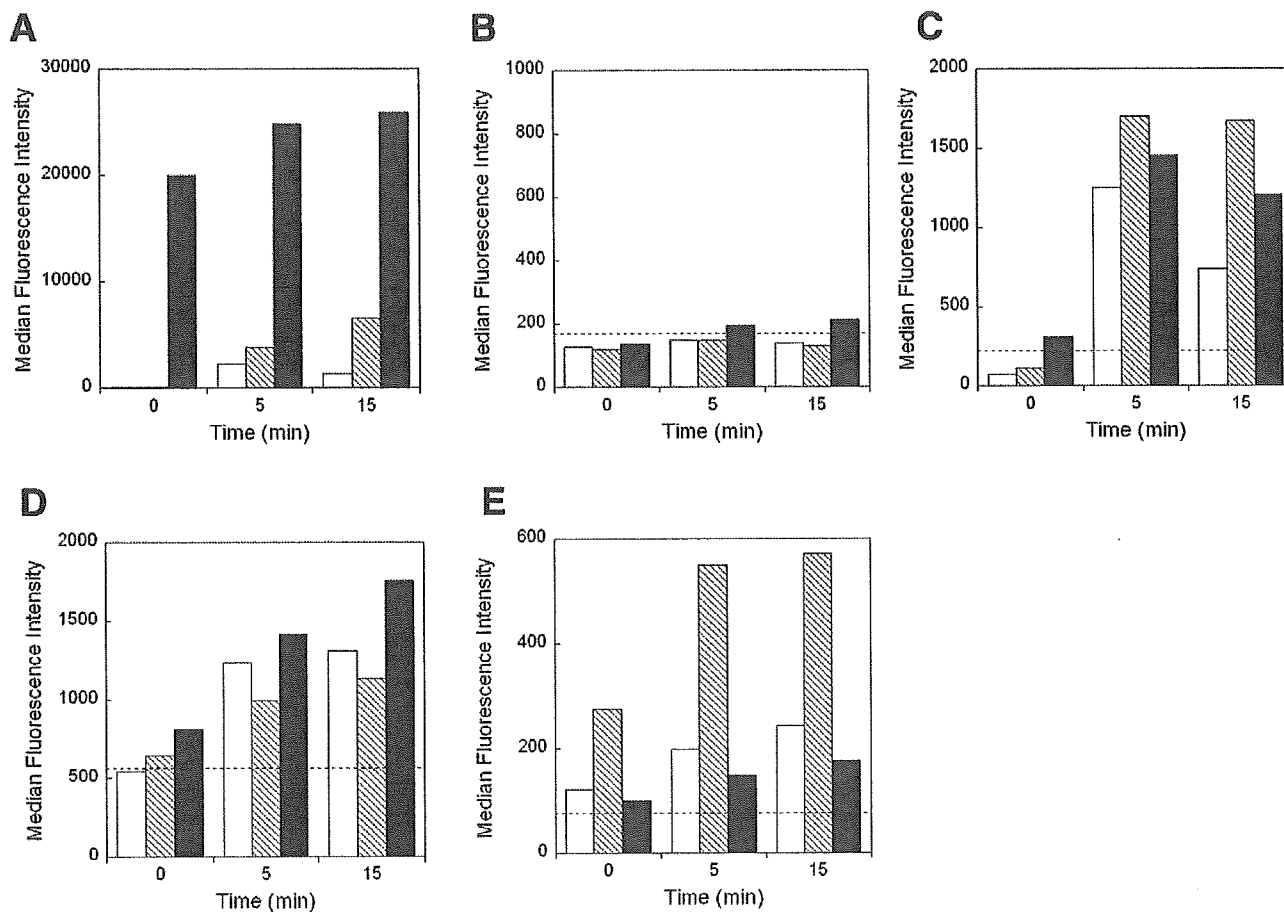 A
Median Fluorescence Intensity
30000
20000
10000
0
0 5 15
Time (min)
B
Median Fluorescence Intensity
1000
800
600
400
200
0
0 5 15
Time (min)
C
Median Fluorescence Intensity
2000
1500
1000
500
0
0 5 15
Time (min)
D
Median Fluorescence Intensity
2000
1500
1000
500
0
0 5 15
Time (min)
E
Median Fluorescence Intensity
600
400
200
0
0 5 15
Time (min)